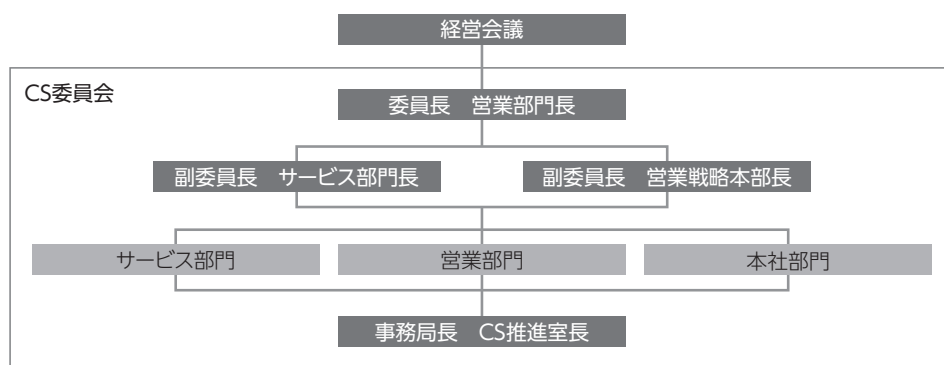 経営会議
CS委員会
委員長　営業部門長
副委員長　サービス部門長
副委員長　営業戦略本部長
サービス部門
営業部門
本社部門
事務局長　CS推進室長